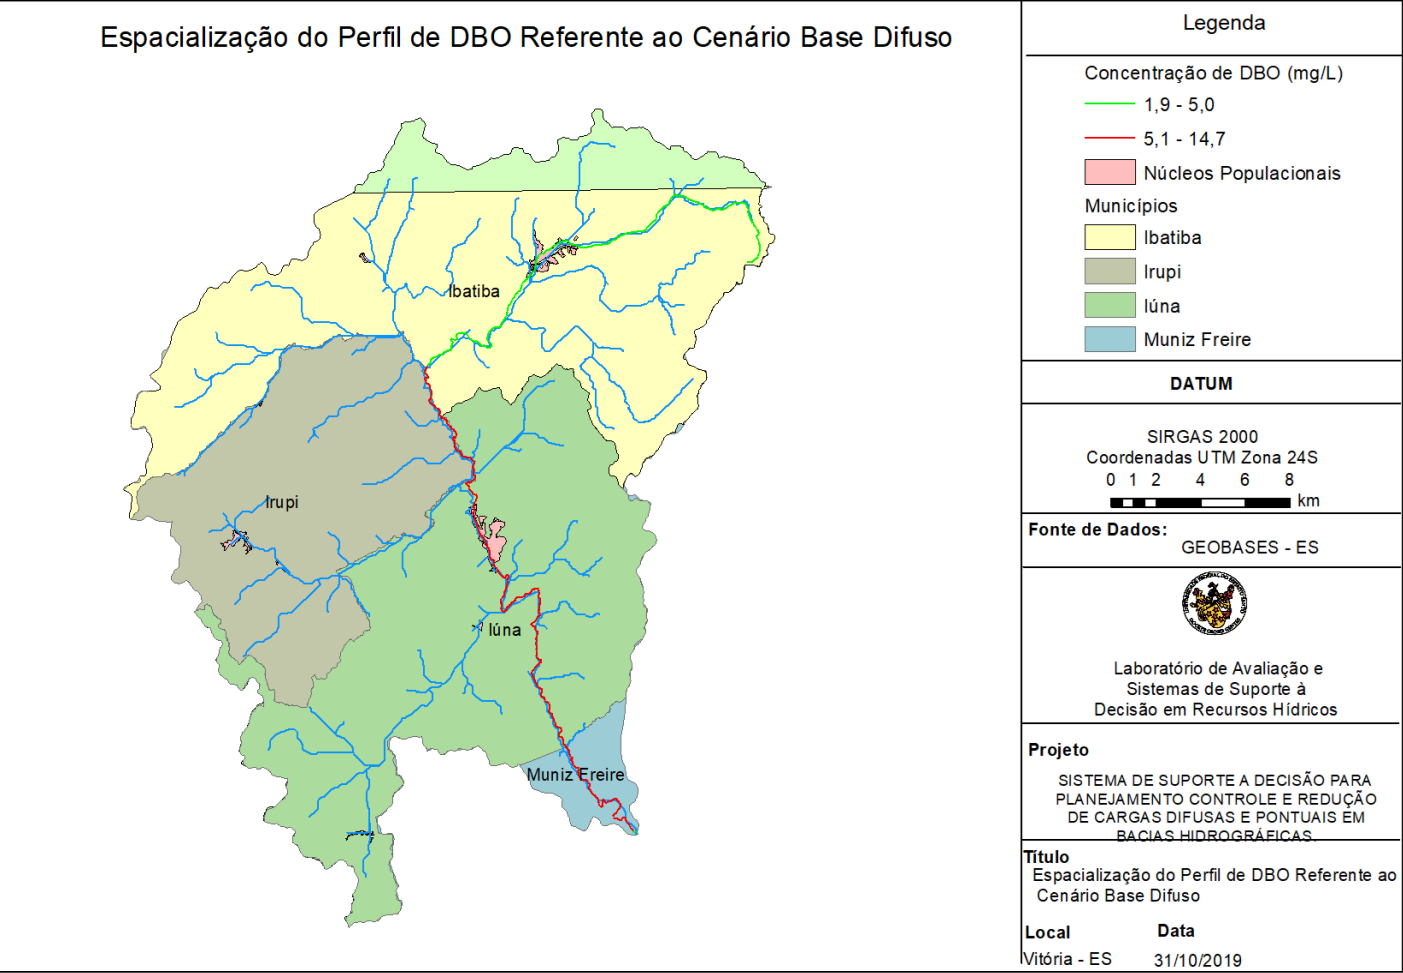 Espacialização do Perfil de DBO Referente ao Cenário Base Difuso
Ibatiba
Irupi
Iúna
Muniz Freire
Legenda
Concentração de DBO (mg/L)
1,9 - 5,0
5,1 - 14,7
Núcleos Populacionais
Municípios
Ibatiba
Irupi
Iúna
Muniz Freire
DATUM
SIRGAS 2000
Coordenadas UTM Zona 24S
0 1 2 4 6 8
km
Fonte de Dados:
GEOBASES - ES
Laboratório de Avaliação e
Sistemas de Suporte à
Decisão em Recursos Hídricos
Projeto
SISTEMA DE SUPORTE A DECISÃO PARA
PLANEJAMENTO CONTROLE E REDUÇÃO
DE CARGAS DIFUSAS E PONTUAIS EM
BACIAS HIDROGRÁFICAS.
Título
Espacialização do Perfil de DBO Referente ao
Cenário Base Difuso
Local Data
Vitória - ES 31/10/2019